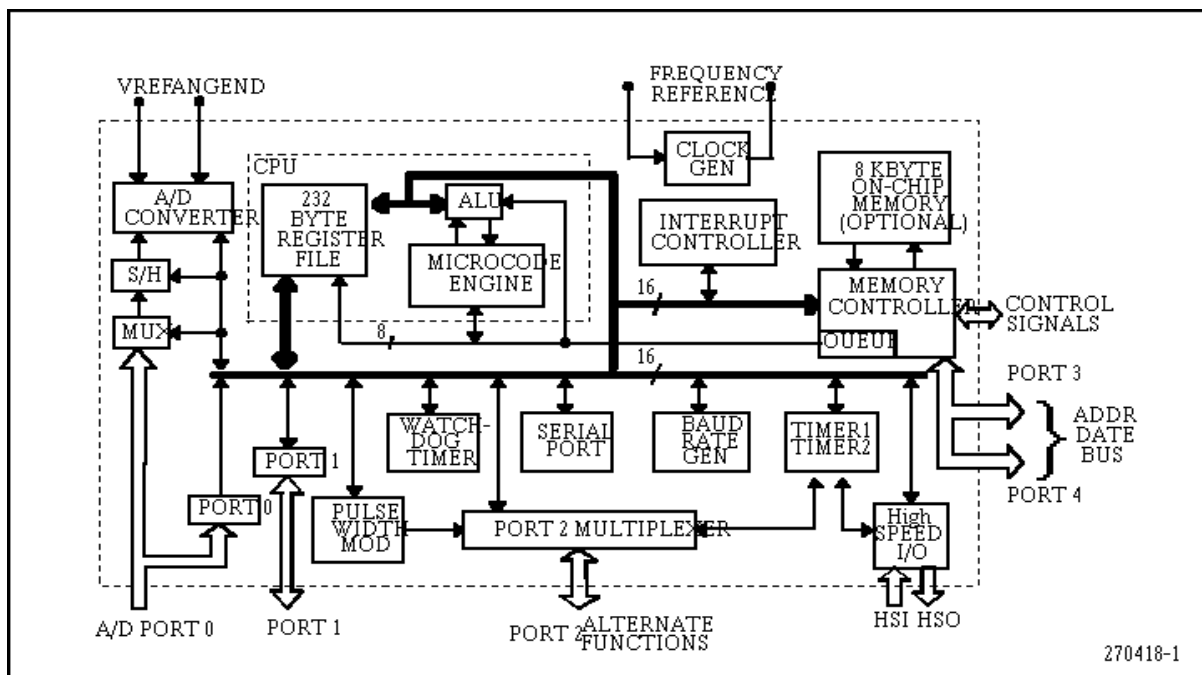 VREFANGEND
FREQUENCY
REFERENCE
CPU
CLOCK
GEN
A/D
CONVERTER
232
BYTE
REGISTER
FILE
ALU
8 KBYTE
ON-CHIP
MEMORY
(OPTIONAL)
INTERRUPT
CONTROLLER
S/H
MICROCODE
ENGINE
16
MEMORY
CONTROLLER
CONTROL
SIGNALS
MUX
8
QUEUE
16
PORT 3
WATCH-
DOG
TIMER
SERIAL
PORT
BAUD
RATE
GEN
TIMER1
TIMER2
ADDR
DATE
BUS
PORT 1
PORT 4
PORT 0
PULSE
WIDTH
MOD
PORT 2 MULTIPLEXER
High
SPEED
I/O
A/D PORT 0
PORT 1
PORT 2
ALTERNATE
FUNCTIONS
HSI HSO
270418-1